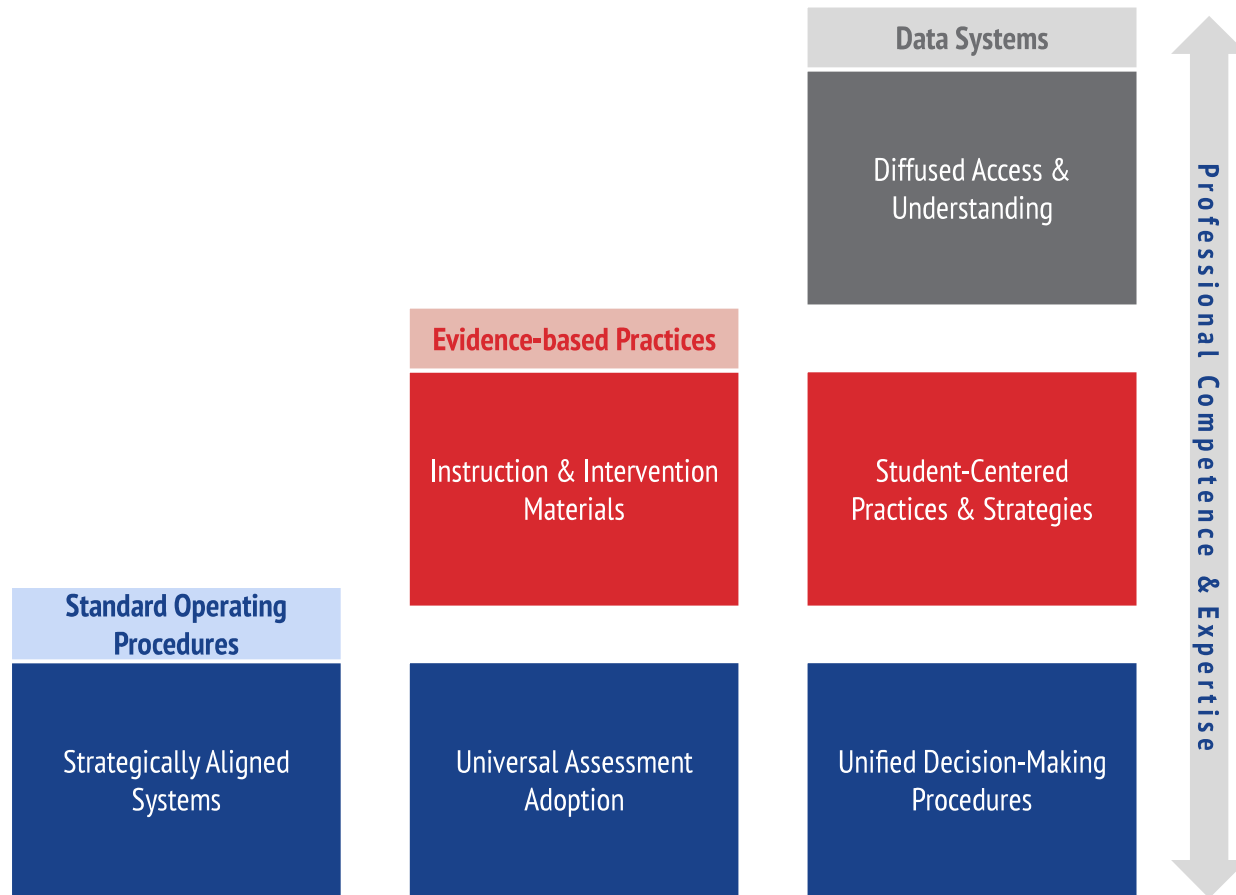 Data Systems
Diffused Access &
Understanding
Evidence-based Practices
Instruction & Intervention
Materials
Student-Centered
Practices & Strategies
Standard Operating
Procedures
Strategically Aligned
Systems
Universal Assessment
Adoption
Unified Decision-Making
Procedures
Professional Competence & Expertise